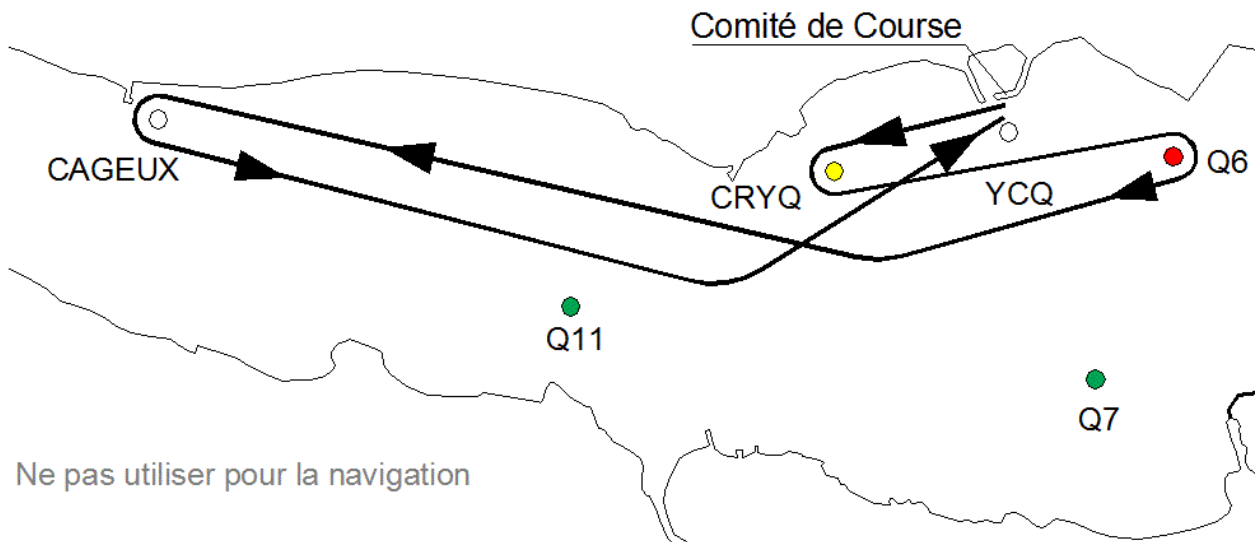 Comité de Course
CAGEUX
CRYQ
YCQ
Q6
Q11
Q7
Ne pas utiliser pour la navigation